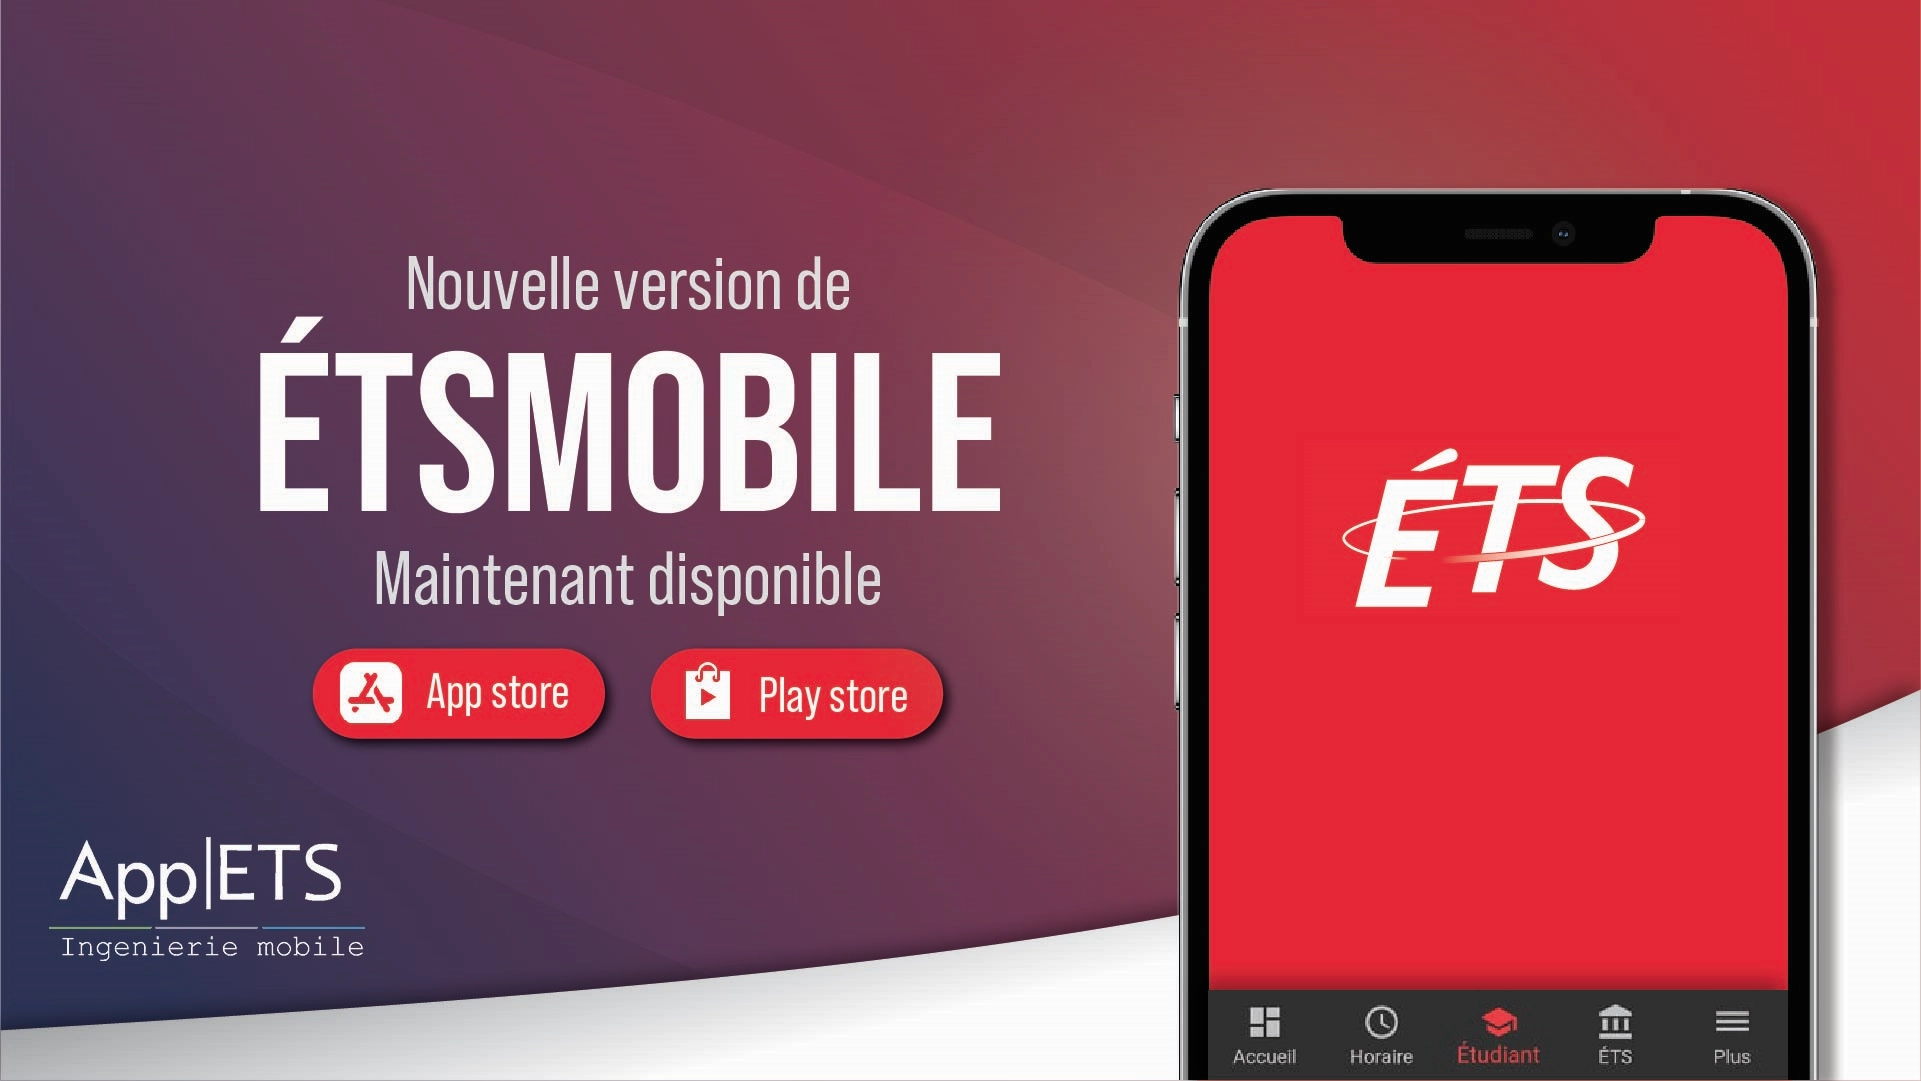 Nouvelle version de
ÉTSMOBILE
Maintenant disponible
App store
Play store
App|ETS
Ingenierie mobile
ÉTS
Accueil
Horaire
Étudiant
ÉTS
Plus